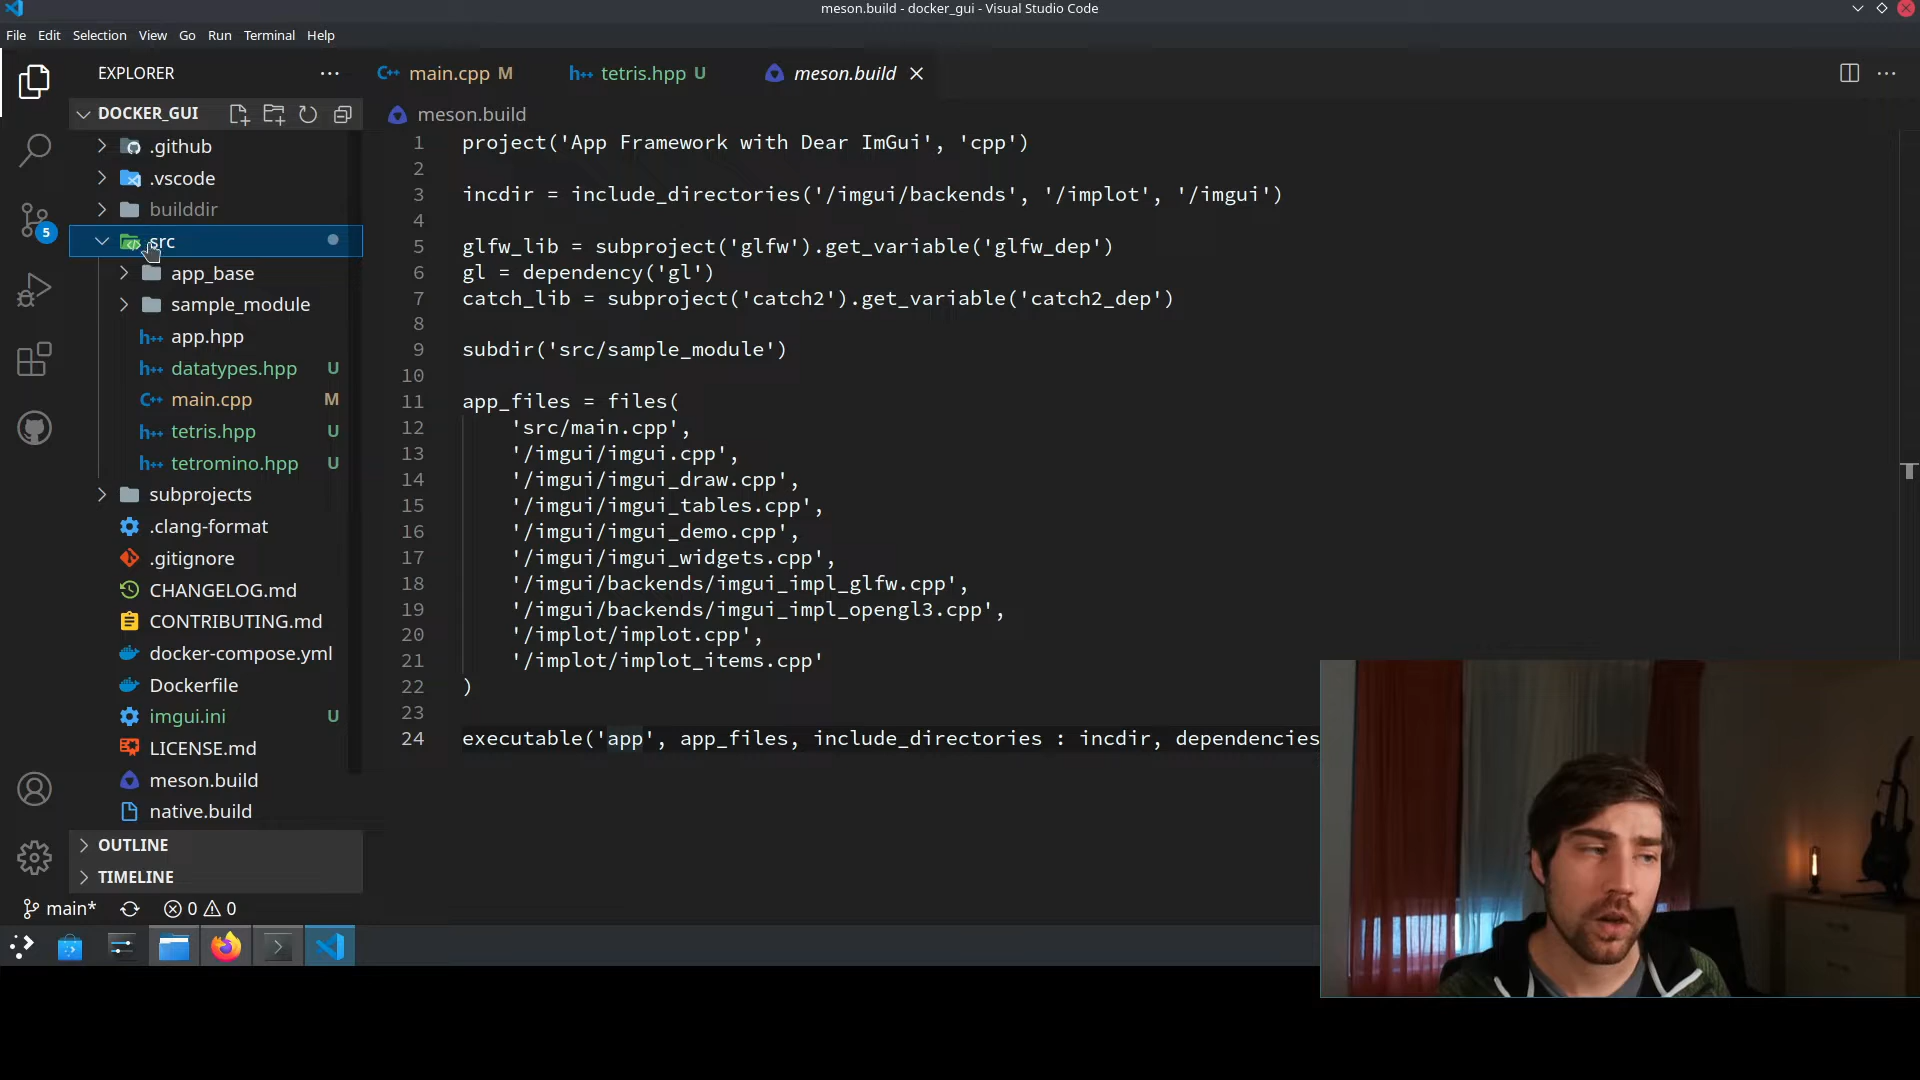 meson.build - docker_gui - Visual Studio Code
File Edit Selection View Go Run Terminal Help
EXPLORER
main.cpp M
tetris.hpp U
meson.build
DOCKER_GUI
.github
.vscode
builddir
src
app_base
sample_module
app.hpp
datatypes.hpp U
main.cpp M
tetris.hpp U
tetromino.hpp U
subprojects
.clang-format
.gitignore
CHANGELOG.md
CONTRIBUTING.md
docker-compose.yml
Dockerfile
imgui.ini U
LICENSE.md
meson.build
native.build
OUTLINE
TIMELINE
5
meson.build
1 project('App Framework with Dear ImGui', 'cpp')
2
3 incdir = include_directories('/imgui/backends', '/implot', '/imgui')
4
5 glfw_lib = subproject('glfw').get_variable('glfw_dep')
6 gl = dependency('gl')
7 catch_lib = subproject('catch2').get_variable('catch2_dep')
8
9 subdir('src/sample_module')
10
11 app_files = files(
12 'src/main.cpp',
13 '/imgui/imgui.cpp',
14 '/imgui/imgui_draw.cpp',
15 '/imgui/imgui_tables.cpp',
16 '/imgui/imgui_demo.cpp',
17 '/imgui/imgui_widgets.cpp',
18 '/imgui/backends/imgui_impl_glfw.cpp',
19 '/imgui/backends/imgui_impl_opengl3.cpp',
20 '/implot/implot.cpp',
21 '/implot/implot_items.cpp'
22 )
23
24 executable('app', app_files, include_directories : incdir, dependencies
main* 0 0